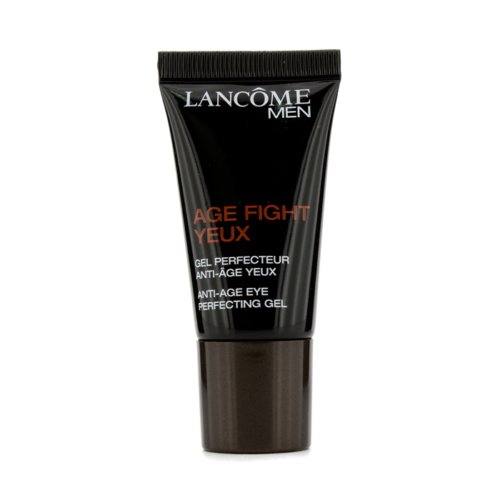 LANCÔME
MEN
AGE FIGHT
YEUX
GEL PERFECTEUR
ANTI-ÂGE YEUX
ANTI-AGE EYE
PERFECTING GEL